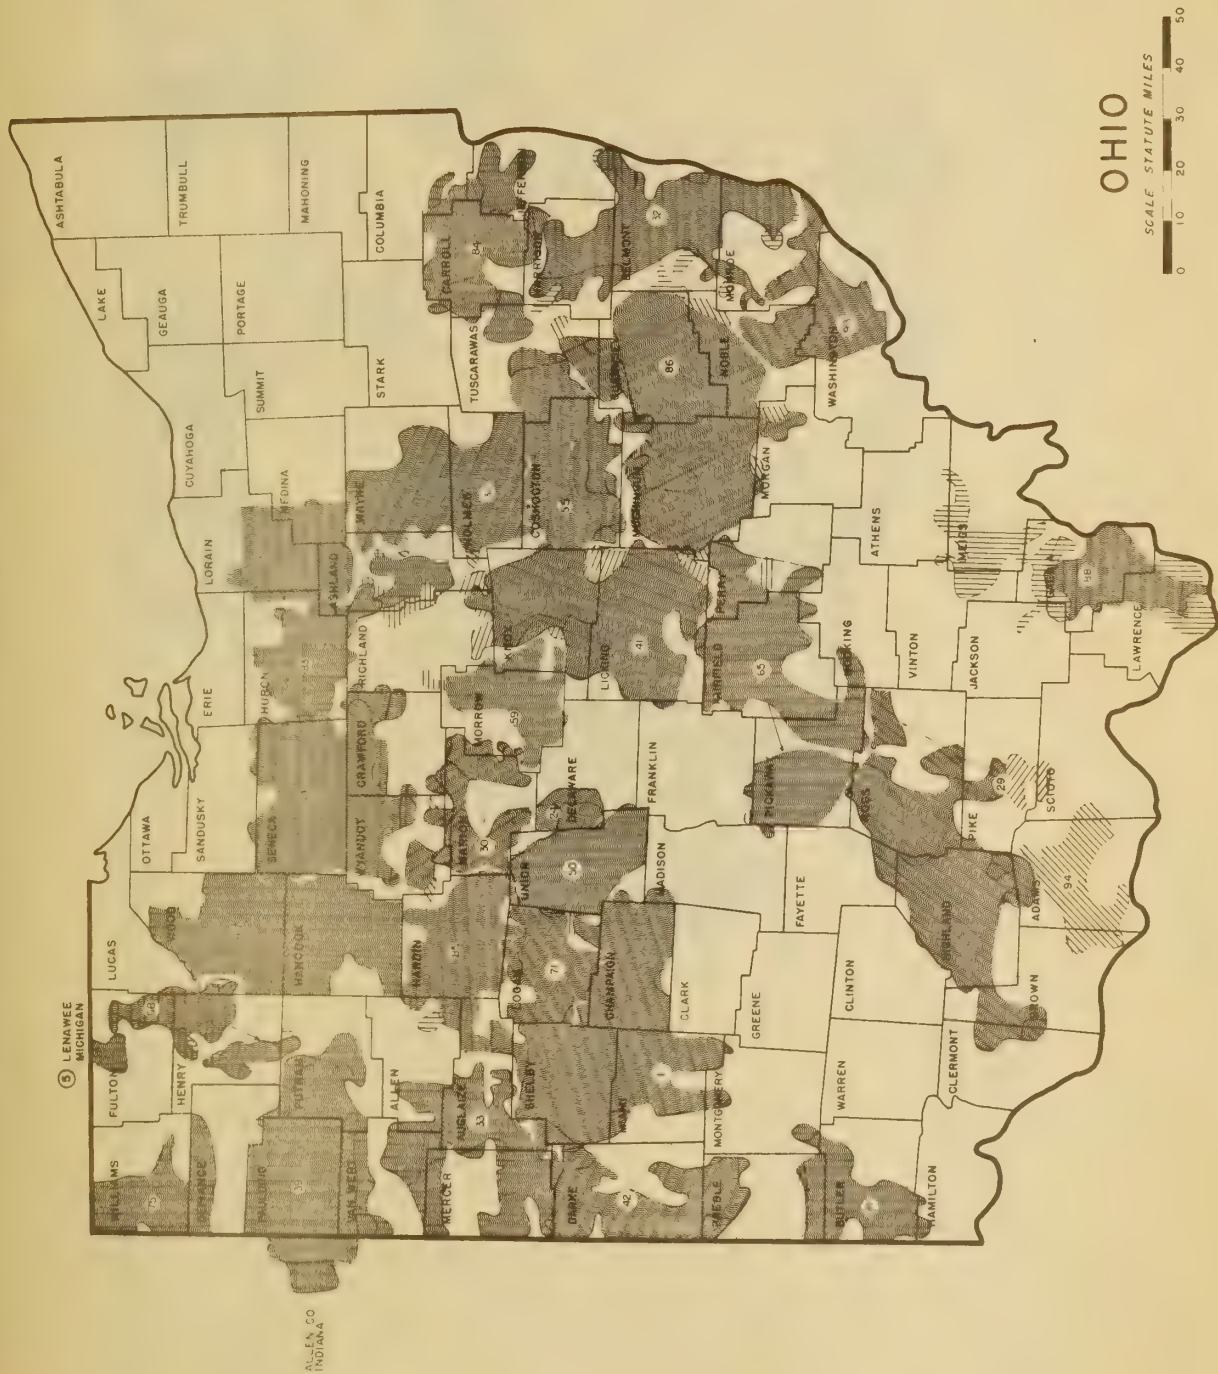 OHIO
SCALE STATUTE MILES
0 10 20 30 40 50
⑤ LENAWEE
MICHIGAN
ALLEN CO
INDIANA
ASHTABULA
LAKE
GEAUGA
TRUMBULL
CUYAHOGA
PORTAGE
SUMMIT
MAHONING
LORAIN
MEDINA
STARK
COLUMBIA
ERIE
HURON
ASHLAND
WAYNE
OTTAWA
SANDUSKY
SENECA
CRAWFORD
RICHLAND
LUCAS
WOOD
HANCOCK
WYANDOT
FULTON
HENRY
PUTNAM
ALLEN
WILLIAMS
75
DEFIANCE
PAULDING
39
VAN WERT
MERCER
AUGLAIZE
33
HARDIN
MARION
30
MORROW
59
KNOX
HOLMES
COSHOCTON
55
TUSCARAWAS
CARROLL
84
HARRISON
BELMONT
37
MONROE
NOBLE
86
MORGAN
WASHINGTON
LICKING
41
PERRY
FAIRFIELD
65
HOCKING
DELAWARE
UNION
50
LOGAN
71
CHAMPAIGN
SHELBY
MIAMI
DARKE
42
PREBLE
MONTGOMERY
CLARK
GREENE
MADISON
FRANKLIN
PICKAWAY
FAYETTE
ROSS
HIGHLAND
CLINTON
WARREN
BUTLER
HAMILTON
CLERMONT
BROWN
ADAMS
94
PIKE
29
SCIOTO
JACKSON
VINTON
ATHENS
MEIGS
LAWRENCE